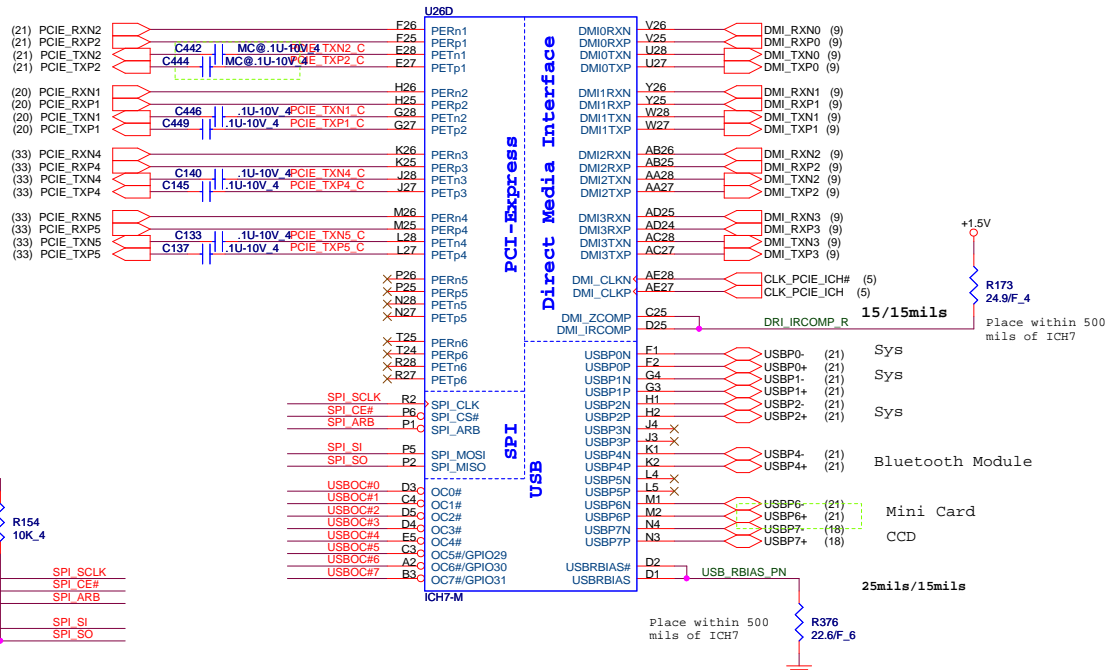 U26D
(21) PCIE_RXN2 F26 PERn1 DMI0RXN V26 DMI_RXN0 (9)
(21) PCIE_RXP2 F25 PERp1 DMI0RXP V25 DMI_RXP0 (9)
(21) PCIE_TXN2 C442 MC@.1U-10V_4 PCIE_TXN2_C E28 PETn1 DMI0TXN U28 DMI_TXN0 (9)
(21) PCIE_TXP2 C444 MC@.1U-10V_4 PCIE_TXP2_C E27 PETp1 DMI0TXP U27 DMI_TXP0 (9)
(20) PCIE_RXN1 H26 PERn2 DMI1RXN Y26 DMI_RXN1 (9)
(20) PCIE_RXP1 H25 PERp2 DMI1RXP Y25 DMI_RXP1 (9)
(20) PCIE_TXN1 C446 .1U-10V_4 PCIE_TXN1_C G28 PETn2 DMI1TXN W28 DMI_TXN1 (9)
(20) PCIE_TXP1 C449 .1U-10V_4 PCIE_TXP1_C G27 PETp2 DMI1TXP W27 DMI_TXP1 (9)
(33) PCIE_RXN4 K26 PERn3 DMI2RXN AB26 DMI_RXN2 (9)
(33) PCIE_RXP4 K25 PERp3 DMI2RXP AB25 DMI_RXP2 (9)
(33) PCIE_TXN4 C140 .1U-10V_4 PCIE_TXN4_C J28 PETn3 DMI2TXN AA28 DMI_TXN2 (9)
(33) PCIE_TXP4 C145 .1U-10V_4 PCIE_TXP4_C J27 PETp3 DMI2TXP AA27 DMI_TXP2 (9)
(33) PCIE_RXN5 M26 PERn4 DMI3RXN AD25 DMI_RXN3 (9)
(33) PCIE_RXP5 M25 PERp4 DMI3RXP AD24 DMI_RXP3 (9)
(33) PCIE_TXN5 C133 .1U-10V_4 PCIE_TXN5_C L28 PETn4 DMI3TXN AC28 DMI_TXN3 (9)
(33) PCIE_TXP5 C137 .1U-10V_4 PCIE_TXP5_C L27 PETp4 DMI3TXP AC27 DMI_TXP3 (9)
PCI-Express
Direct Media Interface
+1.5V
P26 PERn5 DMI_CLKN AE28 CLK_PCIE_ICH# (5)
P25 PERp5 DMI_CLKP AE27 CLK_PCIE_ICH (5)
R173
24.9/F_4
N28 PETn5
N27 PETp5 DMI_ZCOMP C25 15/15mils
DMI_IRCOMP D25 DRI_IRCOMP_R
Place within 500
mils of ICH7
T25 PERn6
T24 PERp6 USBP0N F1 USBP0- (21) Sys
R28 PETn6 USBP0P F2 USBP0+ (21)
R27 PETp6 USBP1N G4 USBP1- (21) Sys
USBP1P G3 USBP1+ (21)
SPI_SCLK R2 SPI_CLK USBP2N H1 USBP2- (21)
SPI_CE# P6 SPI_CS# USBP2P H2 USBP2+ (21) Sys
SPI_ARB P1 SPI_ARB USBP3N J4
USBP3P J3
SPI_SI P5 SPI_MOSI USBP4N K1 USBP4- (21)
SPI_SO P2 SPI_MISO USBP4P K2 USBP4+ (21) Bluetooth Module
SPI
USB
USBP5N L4
USBOC#0 D3 OC0# USBP5P L5
USBOC#1 C4 OC1# USBP6N M1 USBP6- (21)
USBOC#2 D5 OC2# USBP6P M2 USBP6+ (21) Mini Card
USBOC#3 D4 OC3# USBP7N N4 USBP7- (18)
USBOC#4 E5 OC4# USBP7P N3 USBP7+ (18) CCD
USBOC#5 C3 OC5#/GPIO29
USBOC#6 A2 OC6#/GPIO30 USBRBIAS# D2
USBOC#7 B3 OC7#/GPIO31 USBRBIAS D1 USB_RBIAS_PN
25mils/15mils
ICH7-M
R154
10K_4
SPI_SCLK
SPI_CE#
SPI_ARB
SPI_SI
SPI_SO
Place within 500
mils of ICH7
R376
22.6/F_6